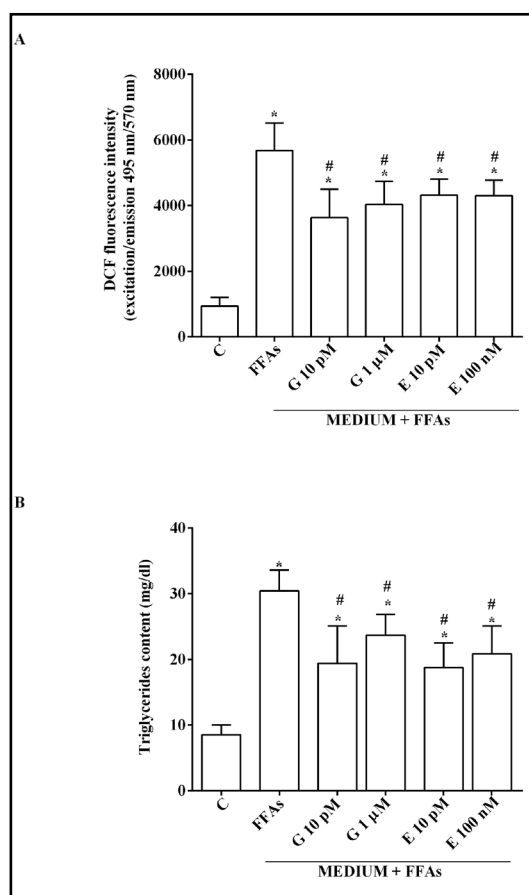 A
DCF fluorescence intensity
(excitation/emission 495 nm/570 nm)
8000
6000
4000
2000
0
*
#
*
#
*
#
*
#
*
C
FFAs
G 10 pM
G 1 µM
E 10 pM
E 100 nM
MEDIUM + FFAs
B
Triglycerides content (mg/dl)
40
30
20
10
0
*
#
*
#
*
#
*
#
*
C
FFAs
G 10 pM
G 1 µM
E 10 pM
E 100 nM
MEDIUM + FFAs